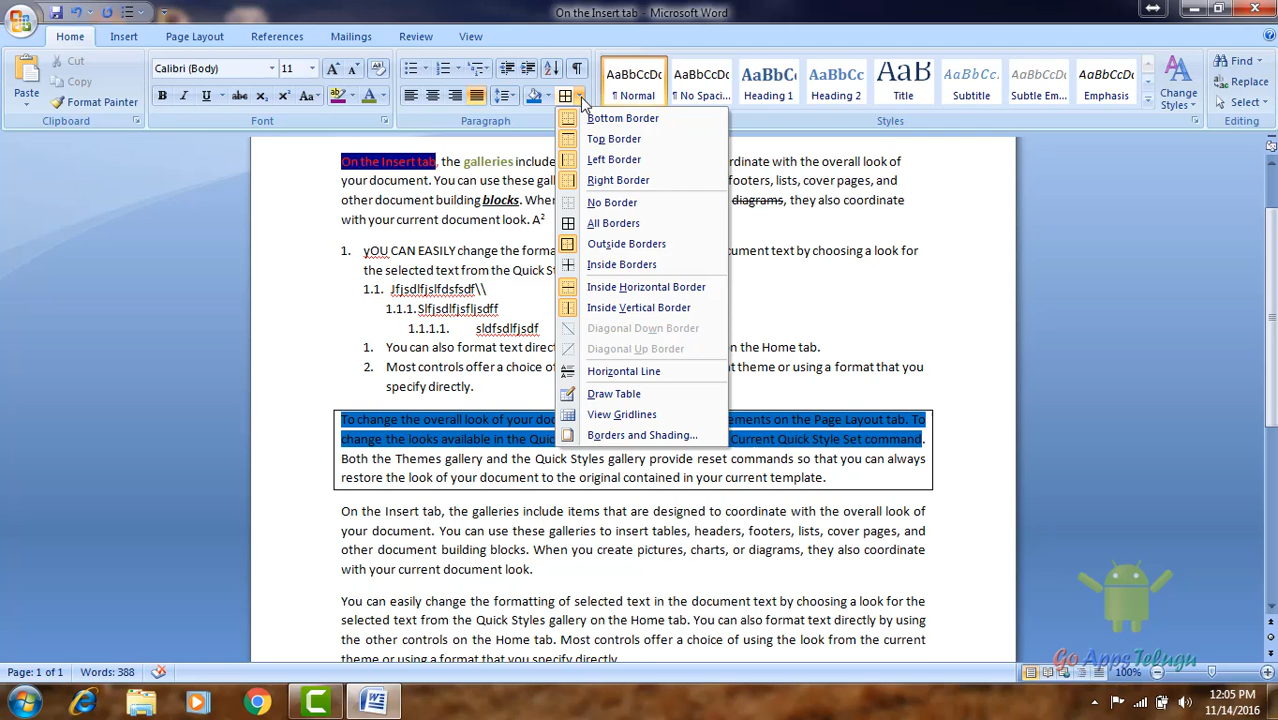 On the Insert tab - Microsoft Word
Home Insert Page Layout References Mailings Review View
Paste
Cut
Copy
Format Painter
Clipboard
Calibri (Body) 11
B I U
Font
Paragraph
AaBbCcDc AaBbCcDc AaBbC AaBbCc AaB AaBbCc. AaBbCcDc AaBbCcDc
¶ Normal ¶ No Spaci... Heading 1 Heading 2 Title Subtitle Subtle Em... Emphasis
Change
Styles
Styles
Find
Replace
Select
Editing
Bottom Border
Top Border
Left Border
Right Border
No Border
All Borders
Outside Borders
Inside Borders
Inside Horizontal Border
Inside Vertical Border
Diagonal Down Border
Diagonal Up Border
Horizontal Line
Draw Table
View Gridlines
Borders and Shading...
On the Insert tab, the galleries include rdinate with the overall look of
your document. You can use these gall footers, lists, cover pages, and
other document building blocks. When diagrams, they also coordinate
with your current document look. A²
1. yOU CAN EASILY change the forma cument text by choosing a look for
the selected text from the Quick St
1.1. Jfjsdlfjslfdsfsdf\\
1.1.1. Slfjsdlfjsfljsdff
1.1.1.1. sldfsdlfjsdf
1. You can also format text direct on the Home tab.
2. Most controls offer a choice of nt theme or using a format that you
specify directly.
To change the overall look of your doc ements on the Page Layout tab. To
change the looks available in the Quic Current Quick Style Set command.
Both the Themes gallery and the Quick Styles gallery provide reset commands so that you can always
restore the look of your document to the original contained in your current template.
On the Insert tab, the galleries include items that are designed to coordinate with the overall look of
your document. You can use these galleries to insert tables, headers, footers, lists, cover pages, and
other document building blocks. When you create pictures, charts, or diagrams, they also coordinate
with your current document look.
You can easily change the formatting of selected text in the document text by choosing a look for the
selected text from the Quick Styles gallery on the Home tab. You can also format text directly by using
the other controls on the Home tab. Most controls offer a choice of using the look from the current
theme or using a format that you specify directly.
Go Apps Telugu
Page: 1 of 1 Words: 388 100%
12:05 PM
11/14/2016